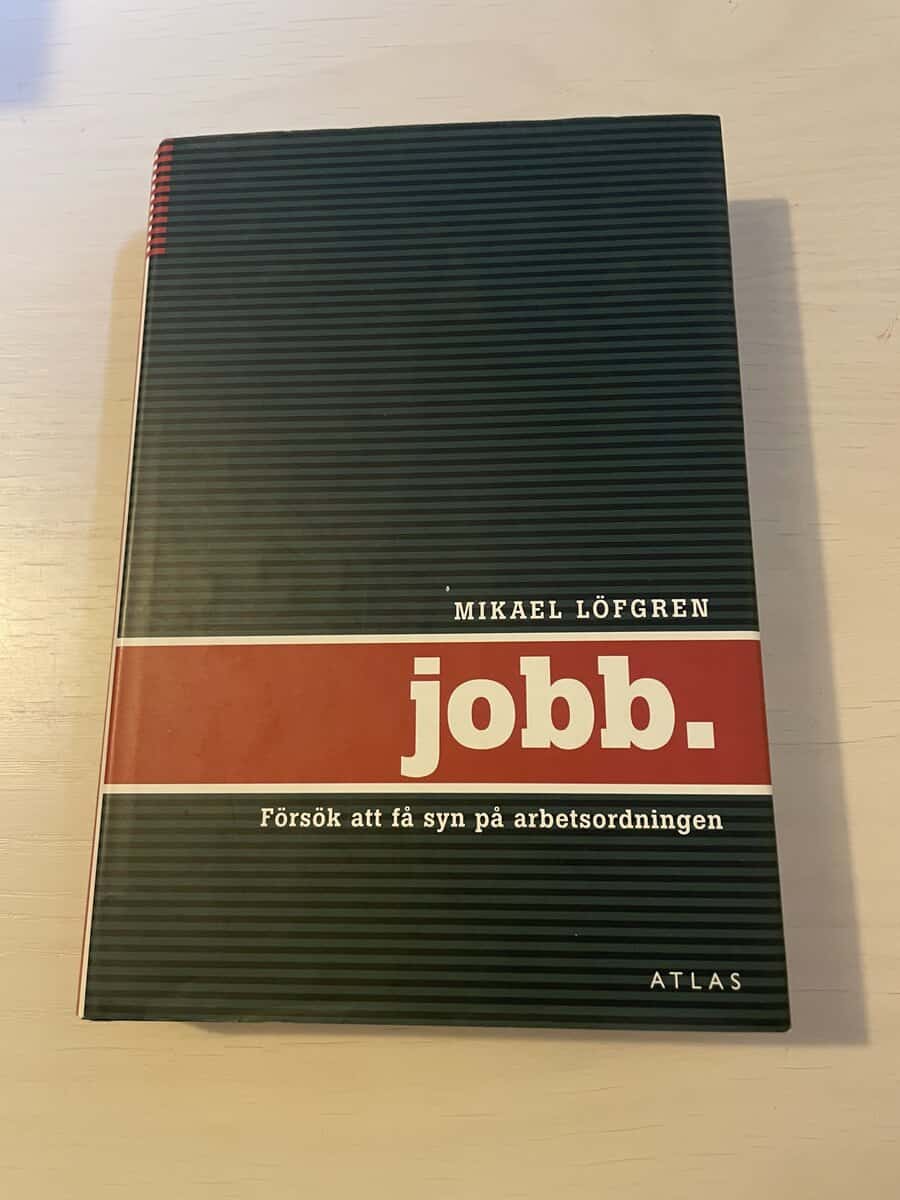 MIKAEL LÖFGREN
jobb.
Försök att få syn på arbetsordningen
ATLAS